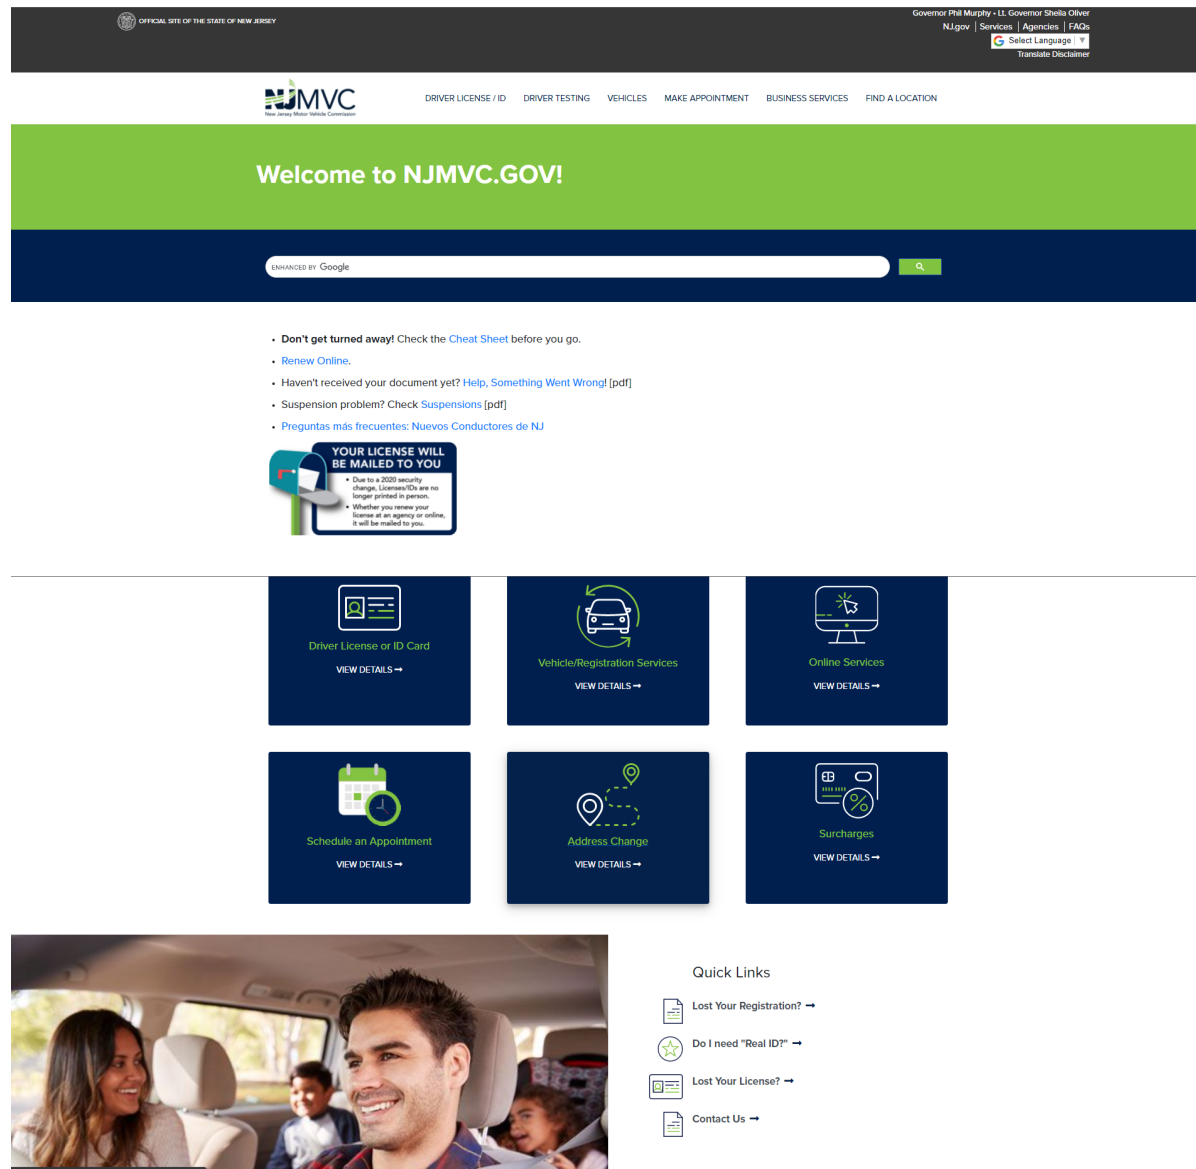 OFFICIAL SITE OF THE STATE OF NEW JERSEY
Governor Phil Murphy • Lt. Governor Sheila Oliver
NJ.gov | Services | Agencies | FAQs
G Select Language ▼
Translate Disclaimer
NJMVC
New Jersey Motor Vehicle Commission
DRIVER LICENSE / ID
DRIVER TESTING
VEHICLES
MAKE APPOINTMENT
BUSINESS SERVICES
FIND A LOCATION
Welcome to NJMVC.GOV!
ENHANCED BY Google
• Don't get turned away! Check the Cheat Sheet before you go.
• Renew Online.
• Haven't received your document yet? Help, Something Went Wrong! [pdf]
• Suspension problem? Check Suspensions [pdf]
• Preguntas más frecuentes: Nuevos Conductores de NJ
YOUR LICENSE WILL
BE MAILED TO YOU
• Due to a 2020 security
change, Licenses/IDs are no
longer printed in person.
• Whether you renew your
license at an agency or online,
it will be mailed to you.
Driver License or ID Card
VIEW DETAILS →
Vehicle/Registration Services
VIEW DETAILS →
Online Services
VIEW DETAILS →
Schedule an Appointment
VIEW DETAILS →
Address Change
VIEW DETAILS →
Surcharges
VIEW DETAILS →
Quick Links
Lost Your Registration? →
Do I need "Real ID?" →
Lost Your License? →
Contact Us →